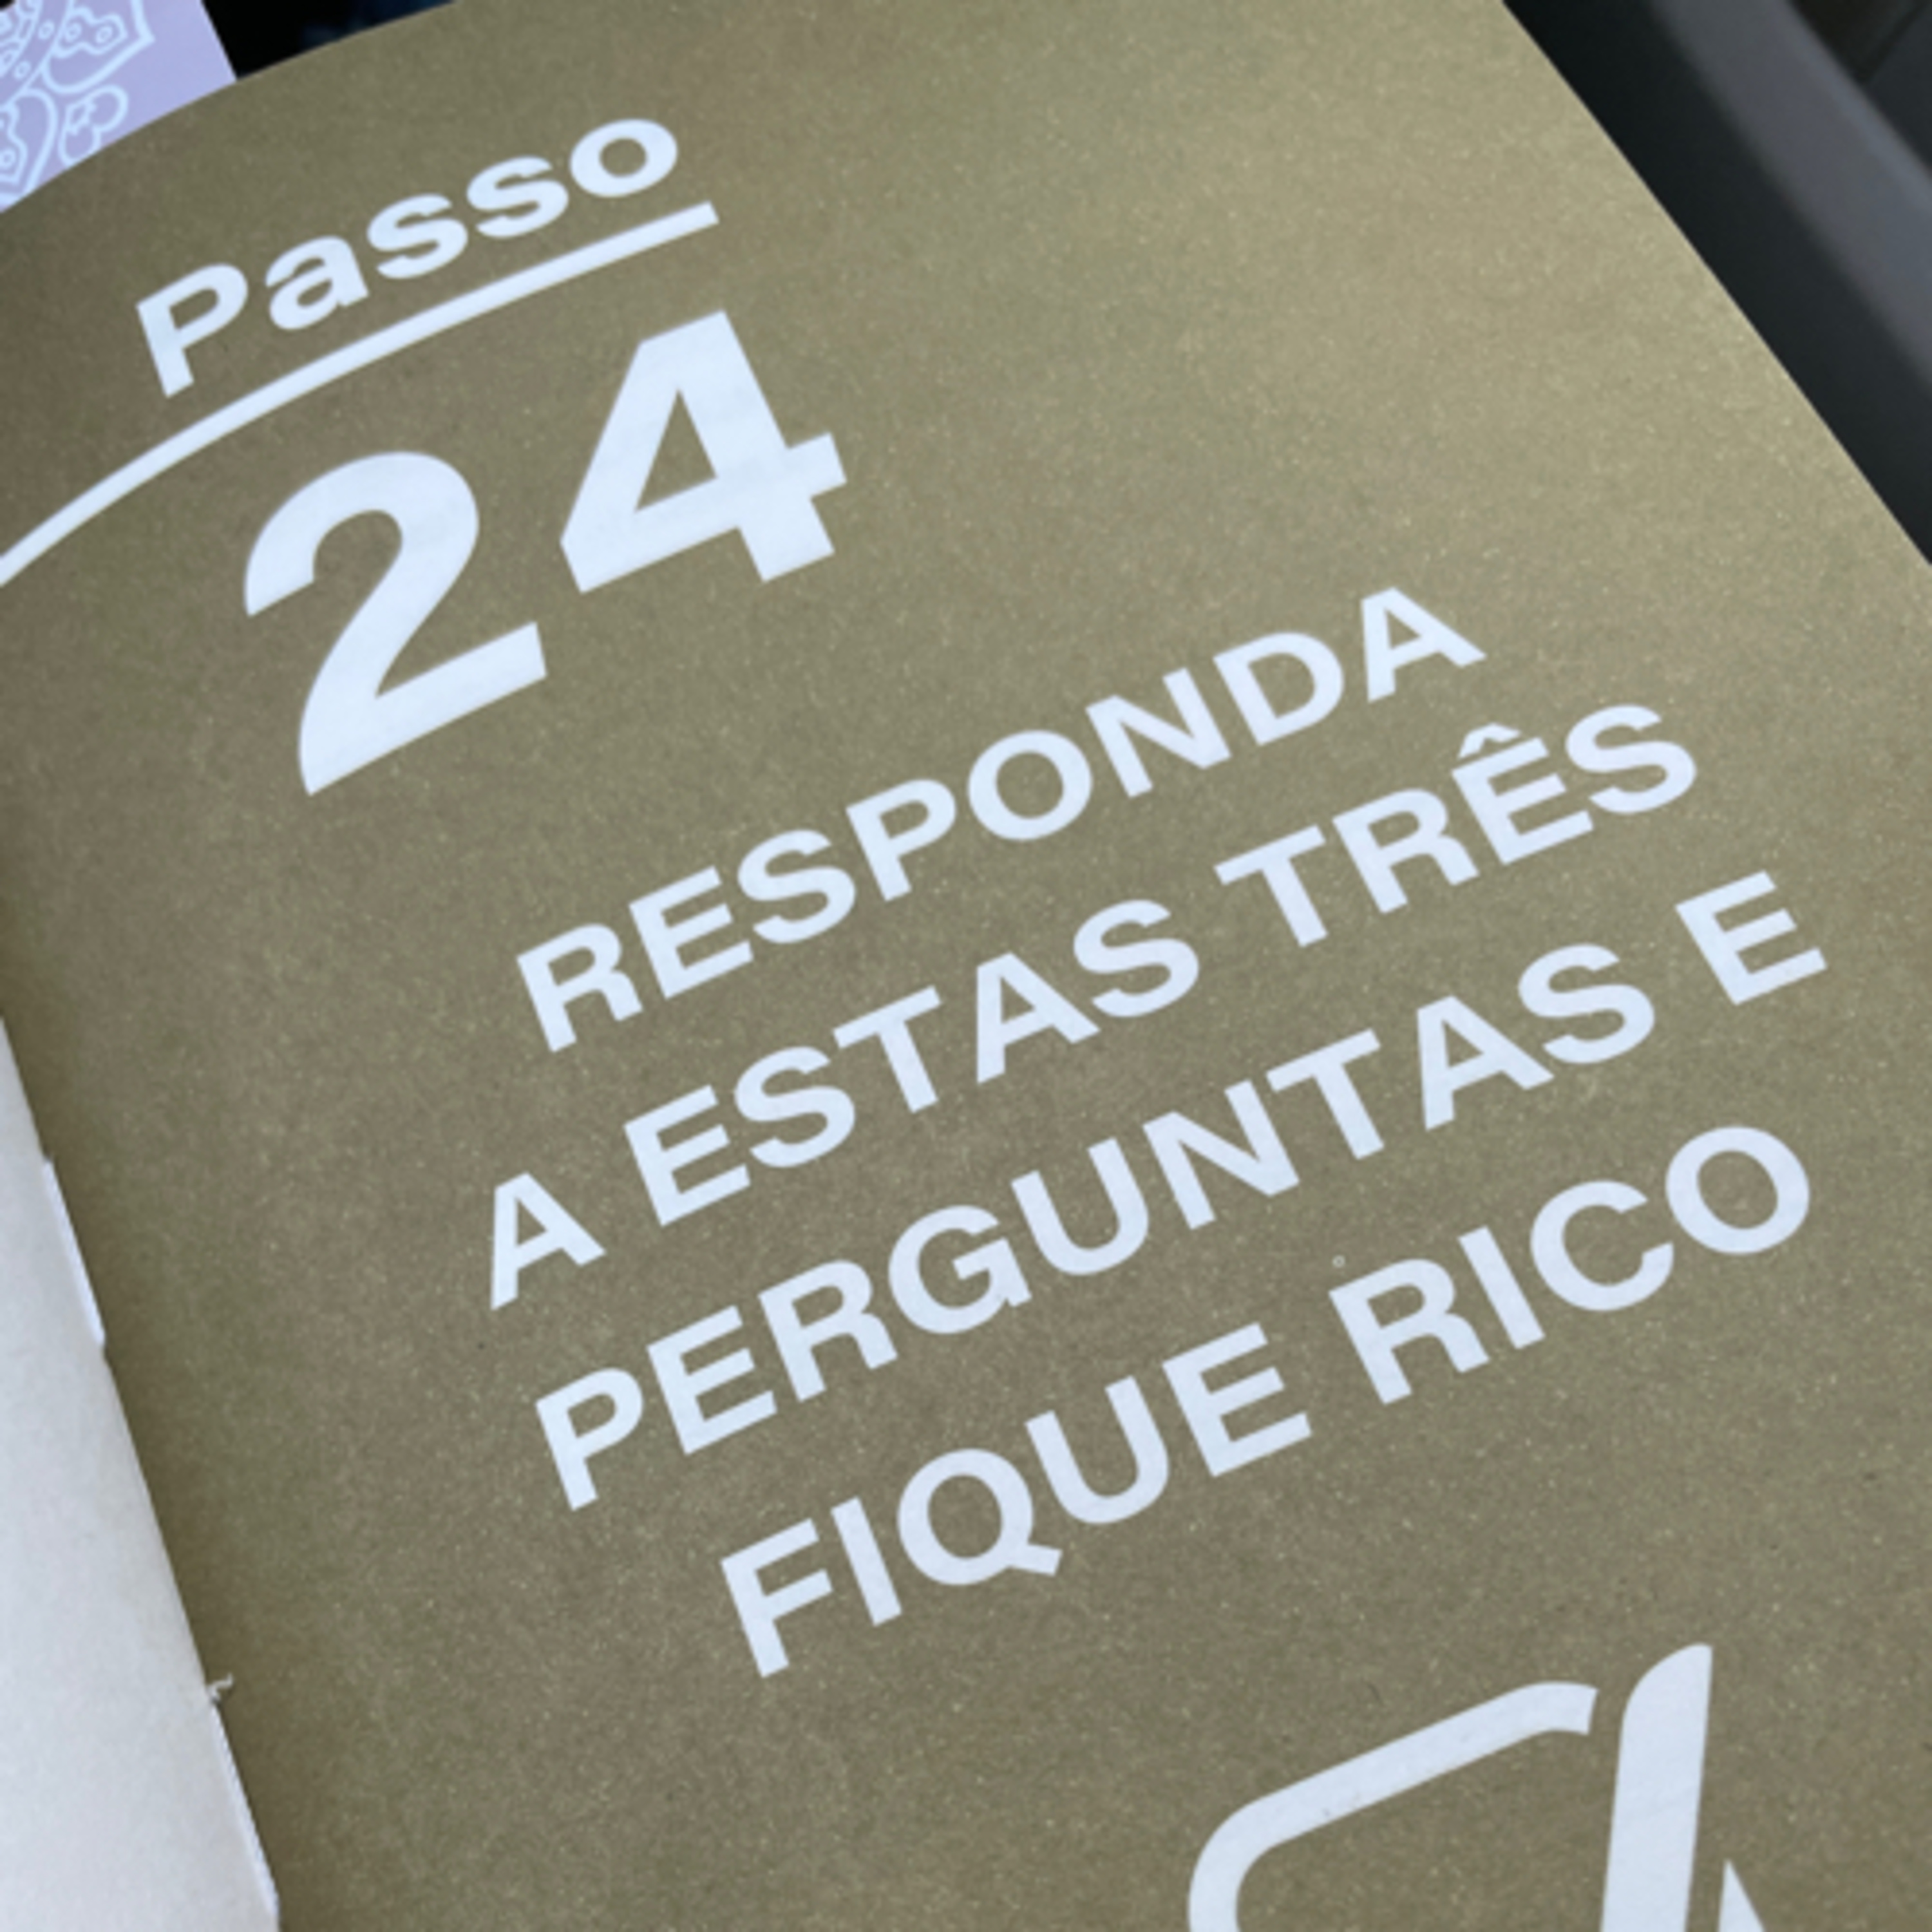 Passo
24
RESPONDA
A ESTAS TRÊS
PERGUNTAS E
FIQUE RICO